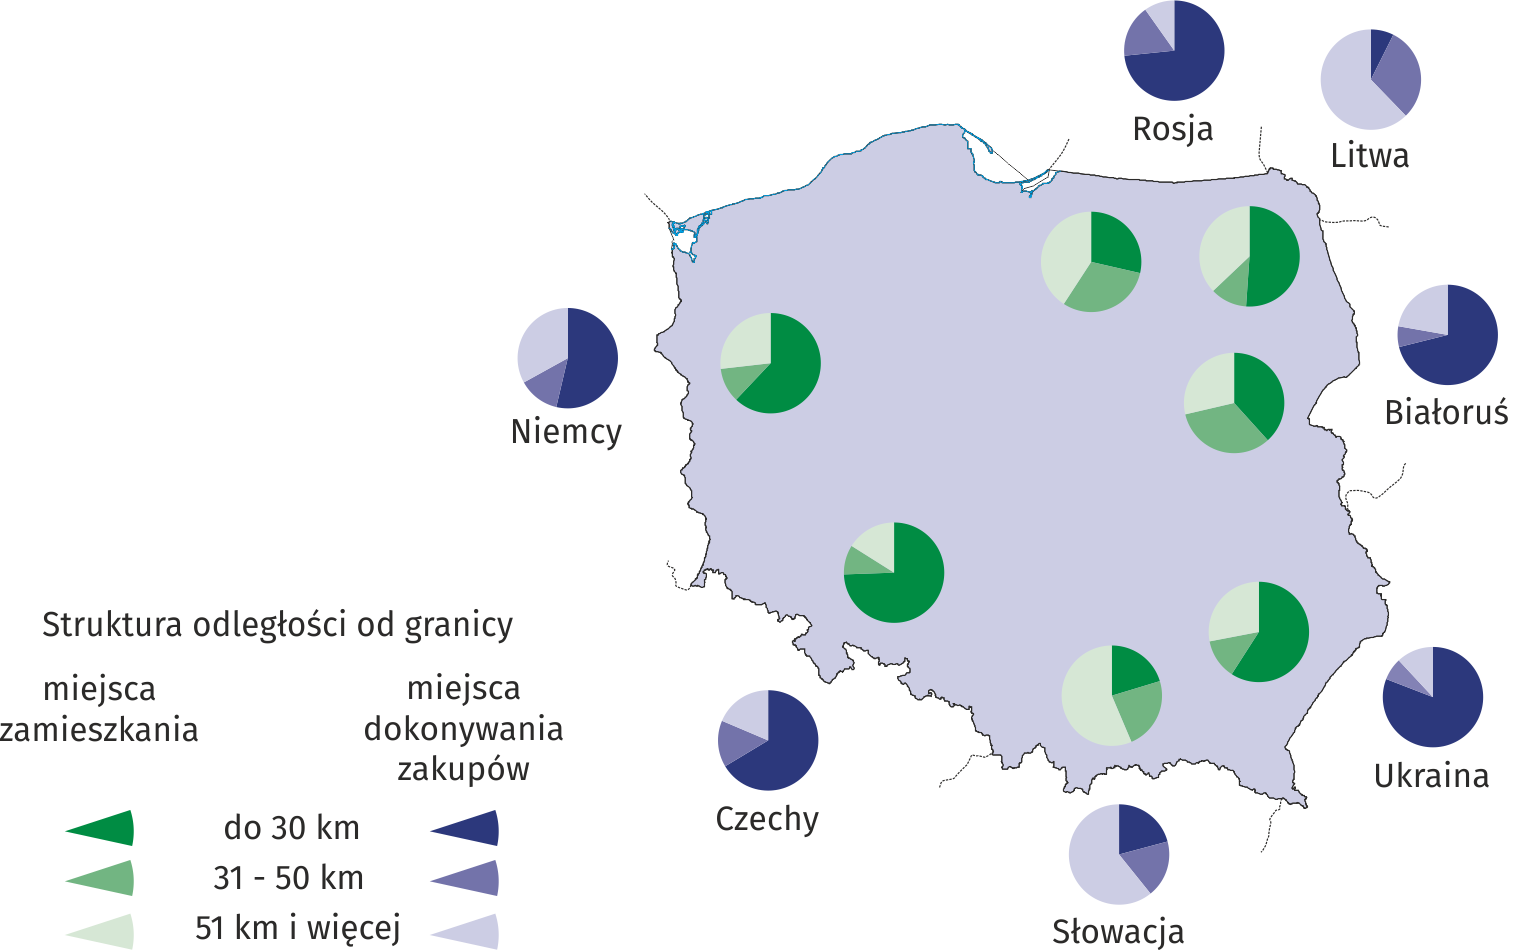 Rosja
Litwa
Niemcy
Białoruś
Struktura odległości od granicy
miejsca
zamieszkania
miejsca
dokonywania
zakupów
do 30 km
31 - 50 km
51 km i więcej
Czechy
Ukraina
Słowacja